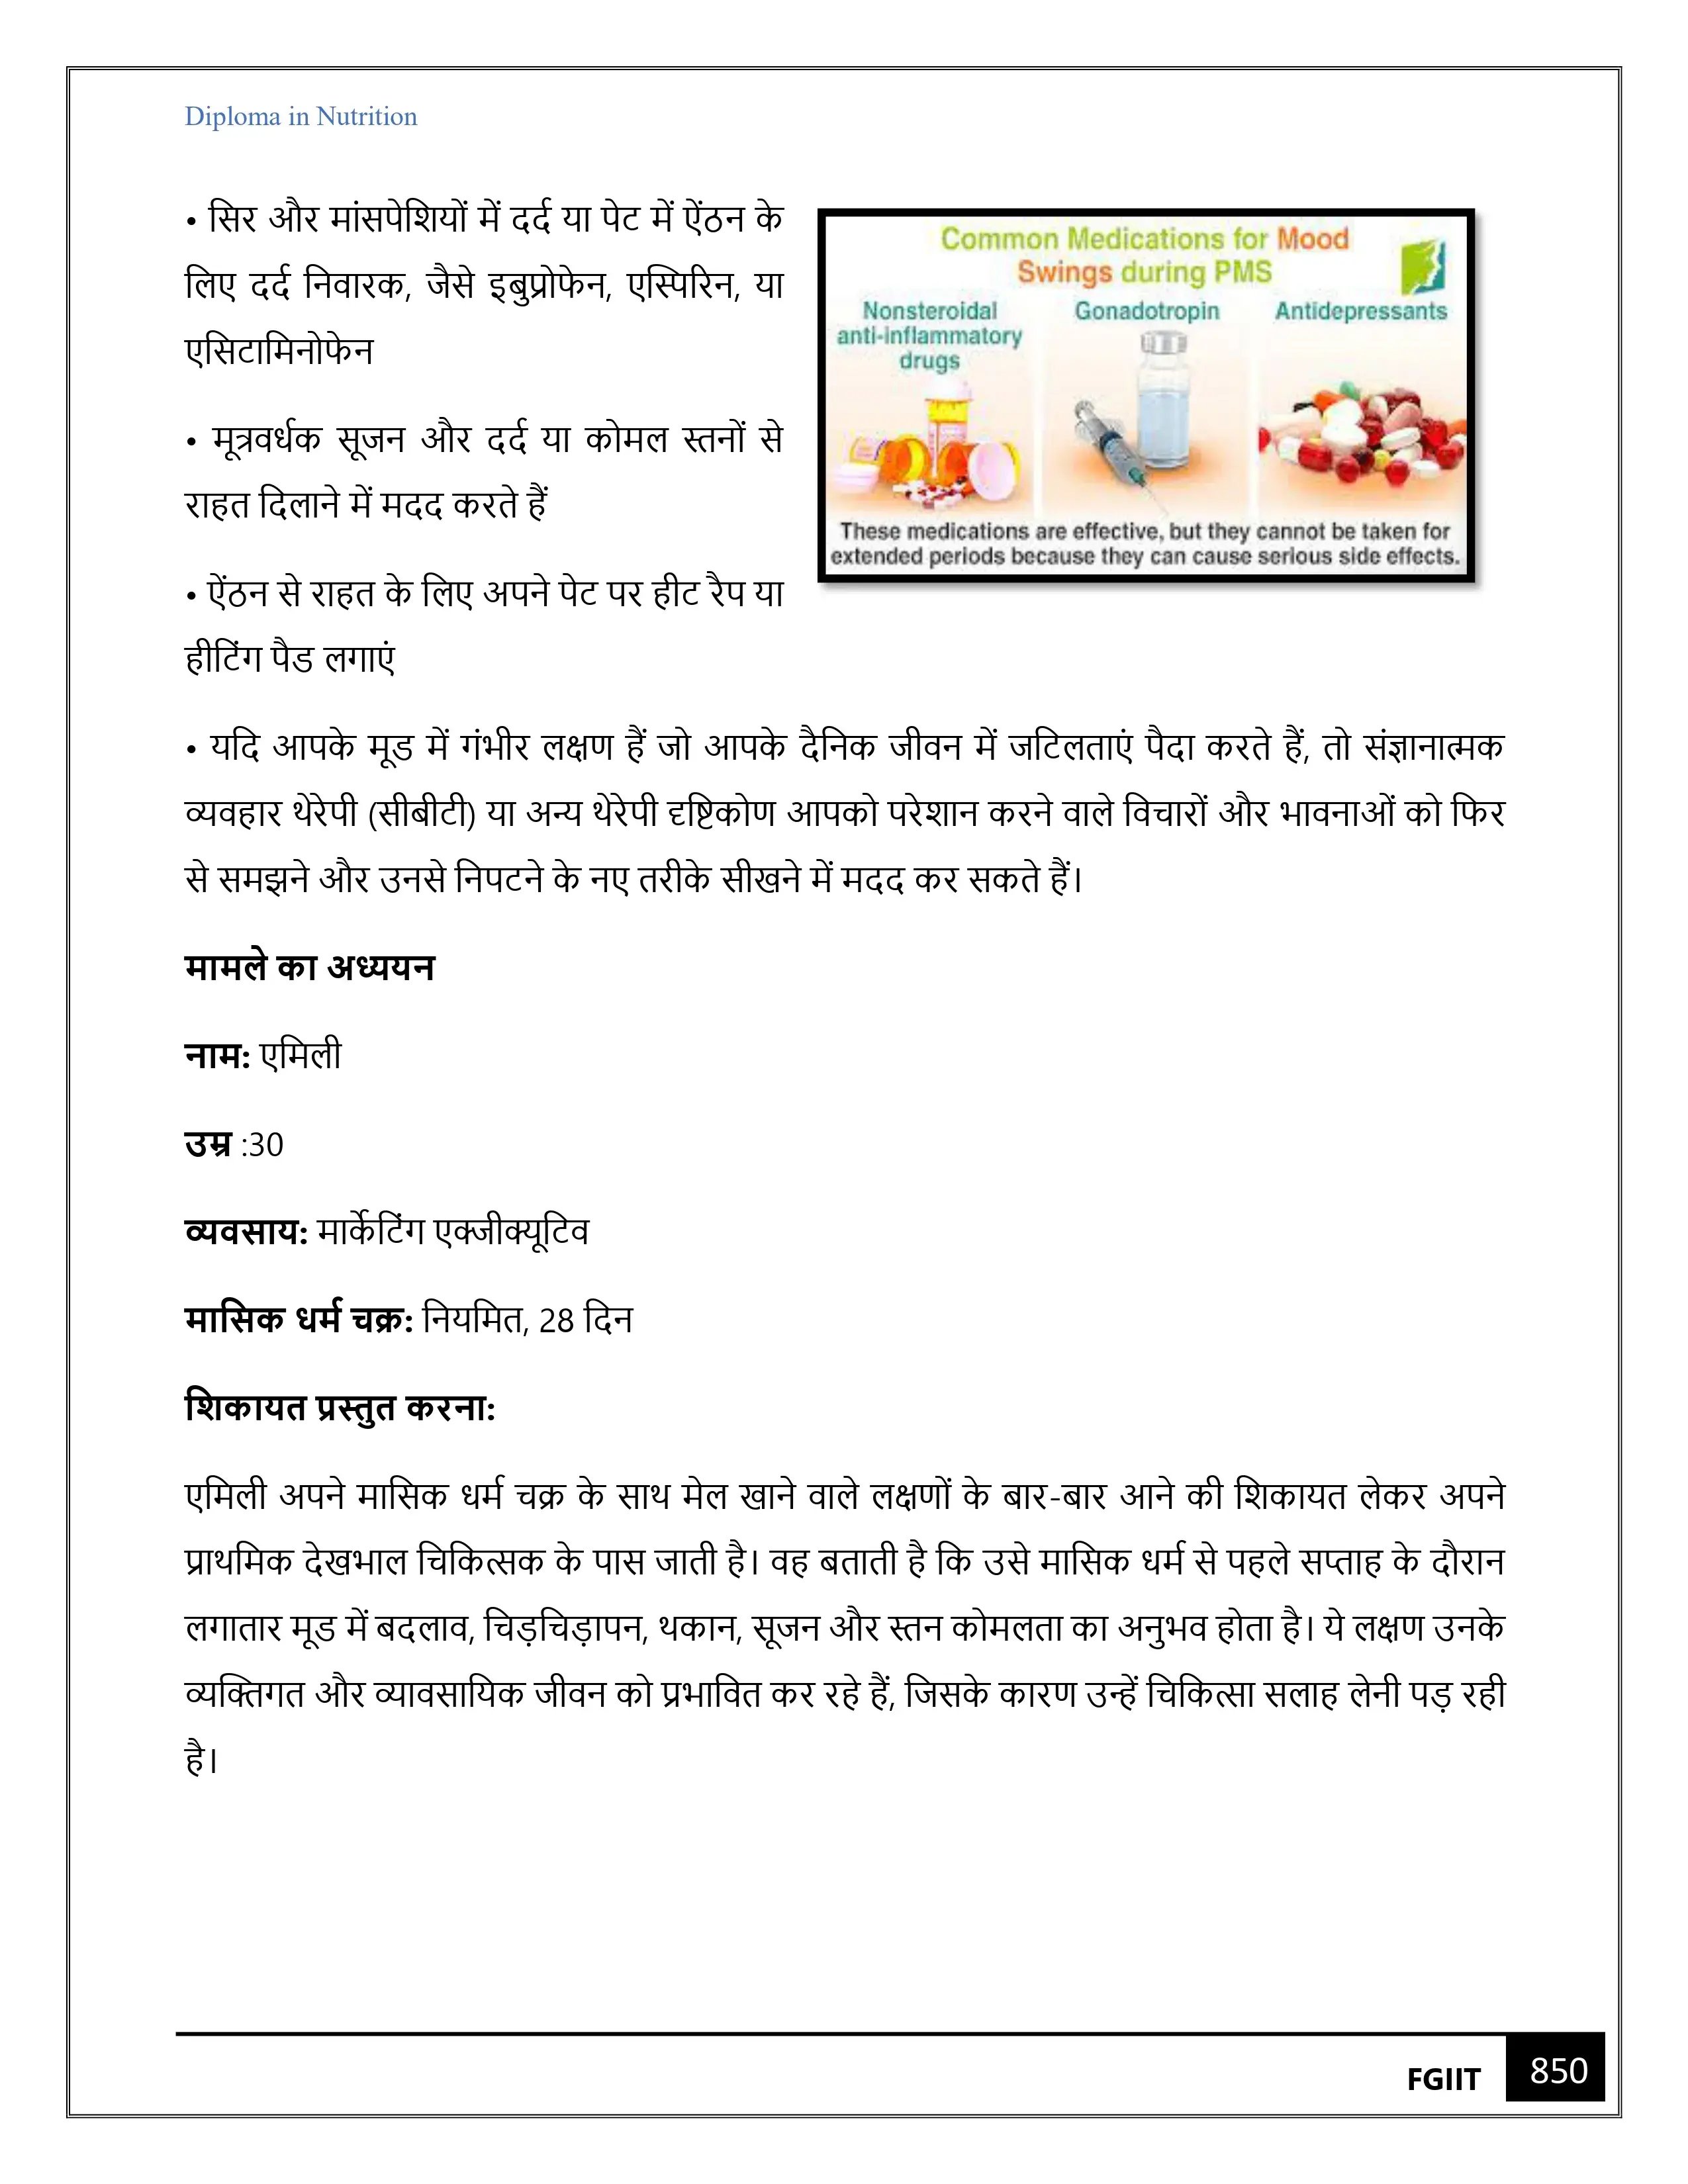 Diploma in Nutrition
• सिर और मांसपेशियों में दर्द या पेट में ऐंठन के
लिए दर्द निवारक, जैसे इबुप्रोफेन, एस्पिरिन, या
एसिटामिनोफेन
• मूत्रवर्धक सूजन और दर्द या कोमल स्तनों से
राहत दिलाने में मदद करते हैं
• ऐंठन से राहत के लिए अपने पेट पर हीट रैप या
हीटिंग पैड लगाएं
Common Medications for Mood
Swings during PMS
Nonsteroidal
anti-inflammatory
drugs
Gonadotropin
Antidepressants
These medications are effective, but they cannot be taken for
extended periods because they can cause serious side effects.
• यदि आपके मूड में गंभीर लक्षण हैं जो आपके दैनिक जीवन में जटिलताएं पैदा करते हैं, तो संज्ञानात्मक
व्यवहार थेरेपी (सीबीटी) या अन्य थेरेपी दृष्टिकोण आपको परेशान करने वाले विचारों और भावनाओं को फिर
से समझने और उनसे निपटने के नए तरीके सीखने में मदद कर सकते हैं।
मामले का अध्ययन
नाम: एमिली
उम्र :30
व्यवसाय: मार्केटिंग एक्जीक्यूटिव
मासिक धर्म चक्र: नियमित, 28 दिन
शिकायत प्रस्तुत करना:
एमिली अपने मासिक धर्म चक्र के साथ मेल खाने वाले लक्षणों के बार-बार आने की शिकायत लेकर अपने
प्राथमिक देखभाल चिकित्सक के पास जाती है। वह बताती है कि उसे मासिक धर्म से पहले सप्ताह के दौरान
लगातार मूड में बदलाव, चिड़चिड़ापन, थकान, सूजन और स्तन कोमलता का अनुभव होता है। ये लक्षण उनके
व्यक्तिगत और व्यावसायिक जीवन को प्रभावित कर रहे हैं, जिसके कारण उन्हें चिकित्सा सलाह लेनी पड़ रही
है।
FGIIT
850